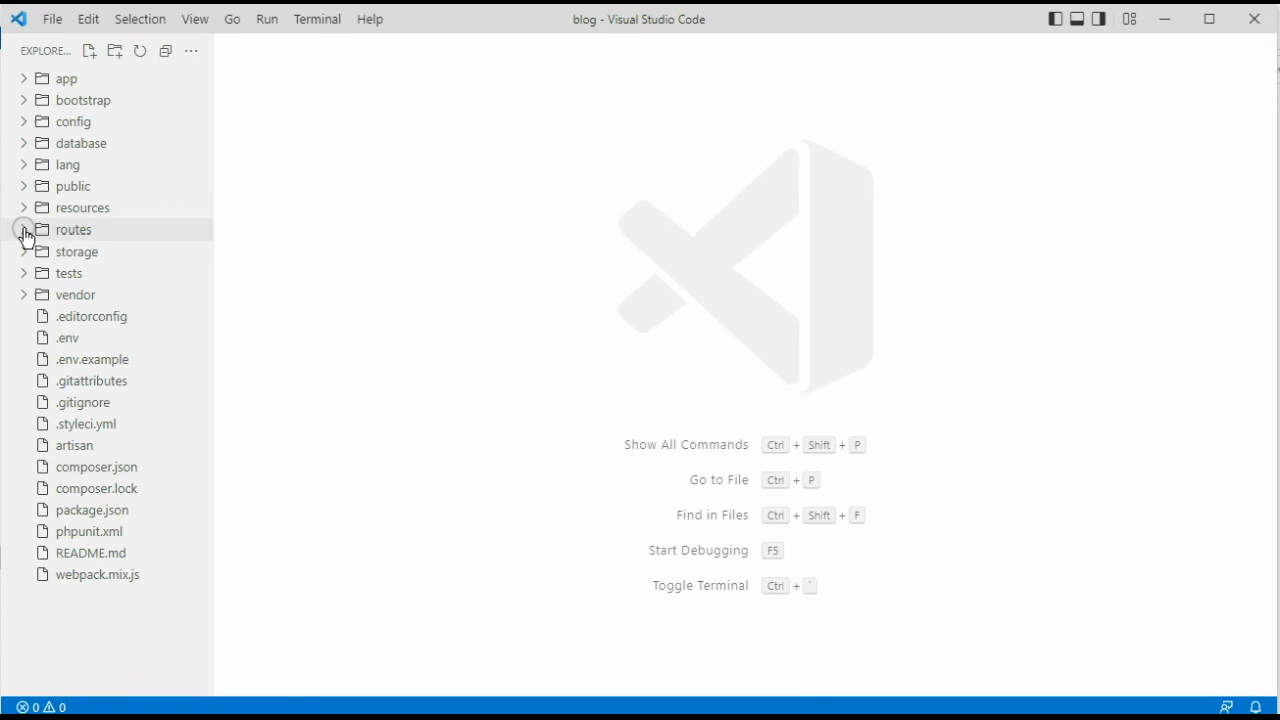 File Edit Selection View Go Run Terminal Help
blog - Visual Studio Code
EXPLORE...
app
bootstrap
config
database
lang
public
resources
routes
storage
tests
vendor
.editorconfig
.env
.env.example
.gitattributes
.gitignore
.styleci.yml
artisan
composer.json
composer.lock
package.json
phpunit.xml
README.md
webpack.mix.js
Show All Commands Ctrl + Shift + P
Go to File Ctrl + P
Find in Files Ctrl + Shift + F
Start Debugging F5
Toggle Terminal Ctrl + `
0 0